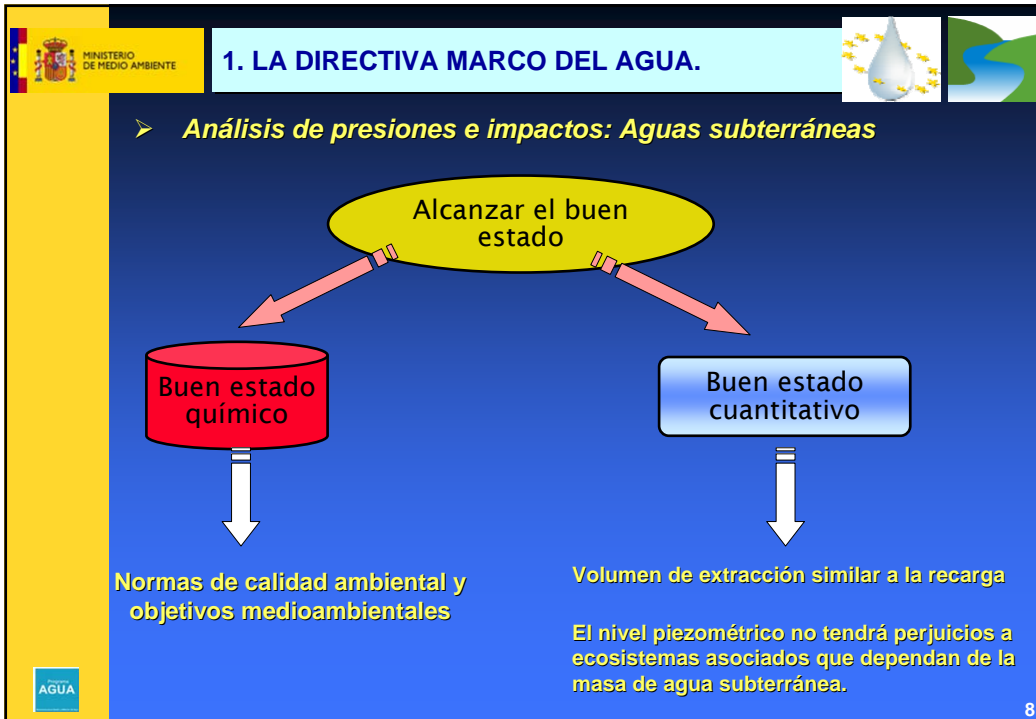 MINISTERIO
DE MEDIO AMBIENTE
1. LA DIRECTIVA MARCO DEL AGUA.
➢ Análisis de presiones e impactos: Aguas subterráneas
Alcanzar el buen
estado
Buen estado
químico
Buen estado
cuantitativo
Normas de calidad ambiental y
objetivos medioambientales
Volumen de extracción similar a la recarga
El nivel piezométrico no tendrá perjuicios a
ecosistemas asociados que dependan de la
masa de agua subterránea.
Programa
AGUA
8